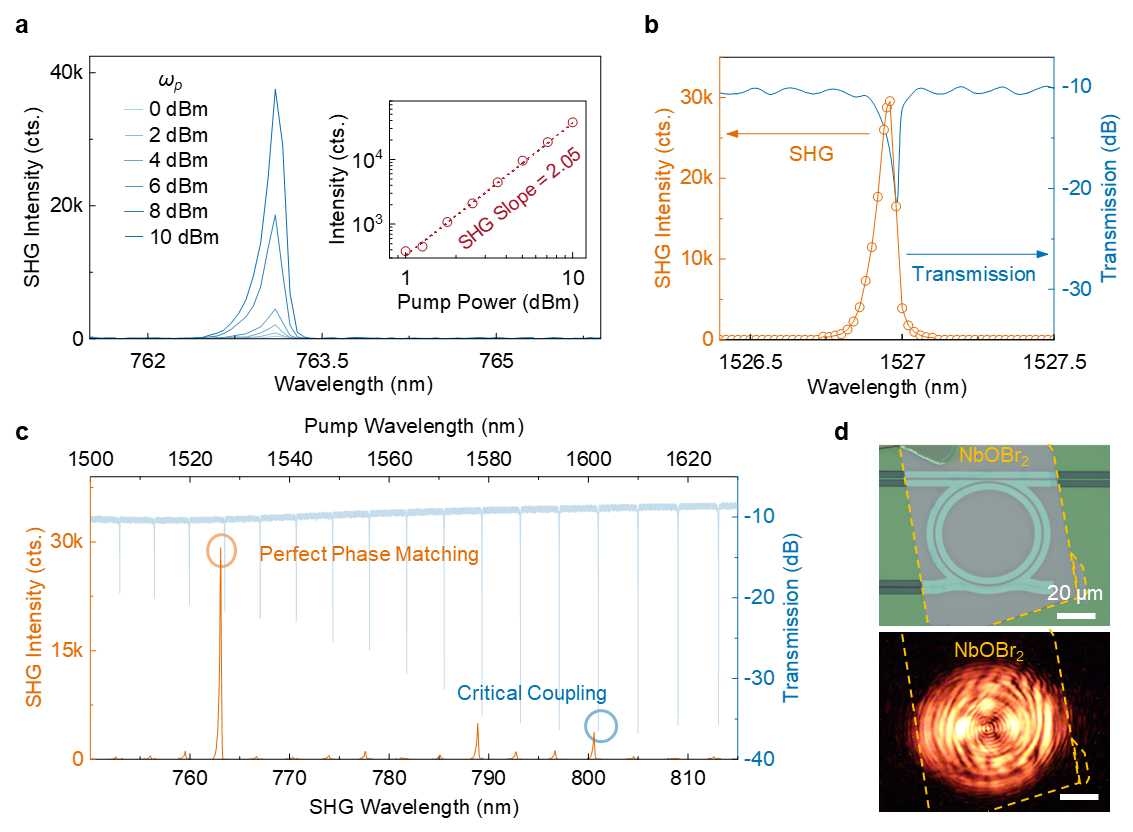 a
40k
20k
0
SHG Intensity (cts.)
ωp
0 dBm
2 dBm
4 dBm
6 dBm
8 dBm
10 dBm
762
763.5
765
Wavelength (nm)
Intensity (cts.)
10⁴
10³
SHG Slope = 2.05
1
10
Pump Power (dBm)
b
30k
20k
10k
0
SHG Intensity (cts.)
SHG
Transmission
-10
-20
-30
Transmission (dB)
1526.5
1527
1527.5
Wavelength (nm)
c
Pump Wavelength (nm)
1500
1520
1540
1560
1580
1600
1620
30k
15k
0
SHG Intensity (cts.)
Perfect Phase Matching
Critical Coupling
-10
-20
-30
-40
Transmission (dB)
760
770
780
790
800
810
SHG Wavelength (nm)
d
NbOBr₂
20 μm
NbOBr₂